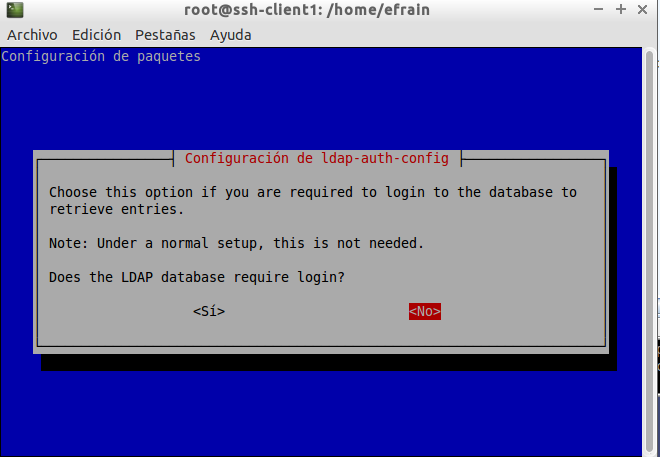 root@ssh-client1: /home/efrain
Archivo Edición Pestañas Ayuda
Configuración de paquetes
Configuración de ldap-auth-config
Choose this option if you are required to login to the database to
retrieve entries.
Note: Under a normal setup, this is not needed.
Does the LDAP database require login?
<Sí> <No>